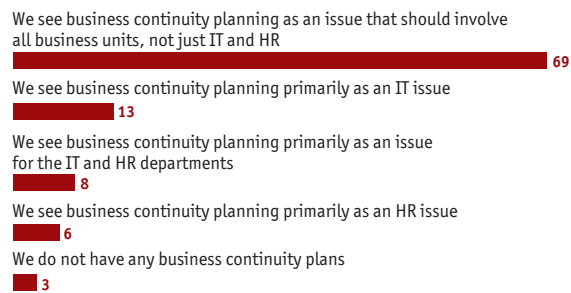 We see business continuity planning as an issue that should involve
all business units, not just IT and HR
69
We see business continuity planning primarily as an IT issue
13
We see business continuity planning primarily as an issue
for the IT and HR departments
8
We see business continuity planning primarily as an HR issue
6
We do not have any business continuity plans
3